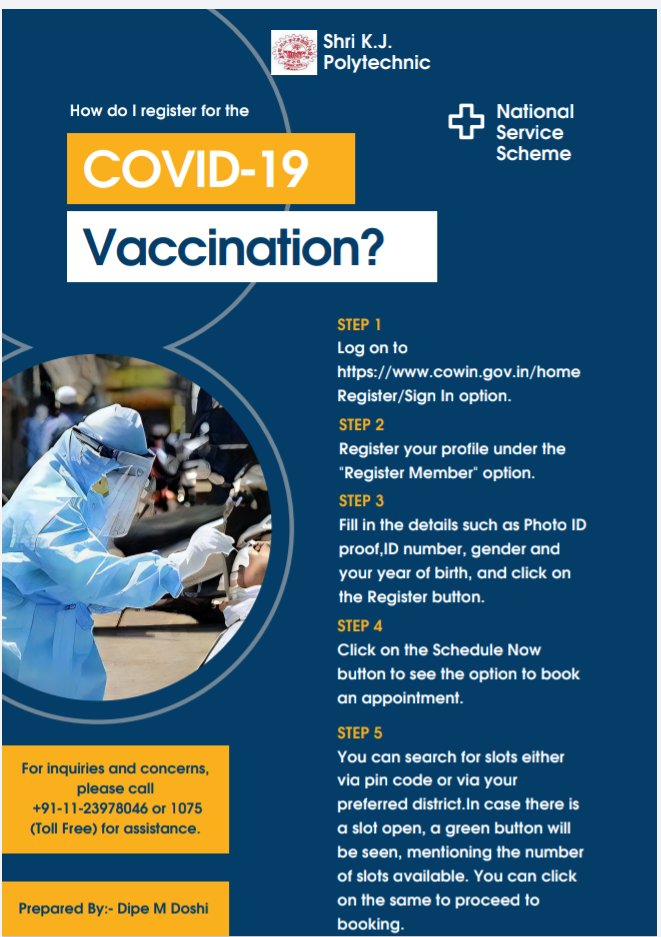 Shri K.J.
Polytechnic
How do I register for the
National
Service
Scheme
COVID-19
Vaccination?
STEP 1
Log on to
https://www.cowin.gov.in/home
Register/Sign In option.
STEP 2
Register your profile under the
"Register Member" option.
STEP 3
Fill in the details such as Photo ID
proof,ID number, gender and
your year of birth, and click on
the Register button.
STEP 4
Click on the Schedule Now
button to see the option to book
an appointment.
STEP 5
You can search for slots either
via pin code or via your
preferred district.In case there is
a slot open, a green button will
be seen, mentioning the number
of slots available. You can click
on the same to proceed to
booking.
For inquiries and concerns,
please call
+91-11-23978046 or 1075
(Toll Free) for assistance.
Prepared By:- Dipe M Doshi